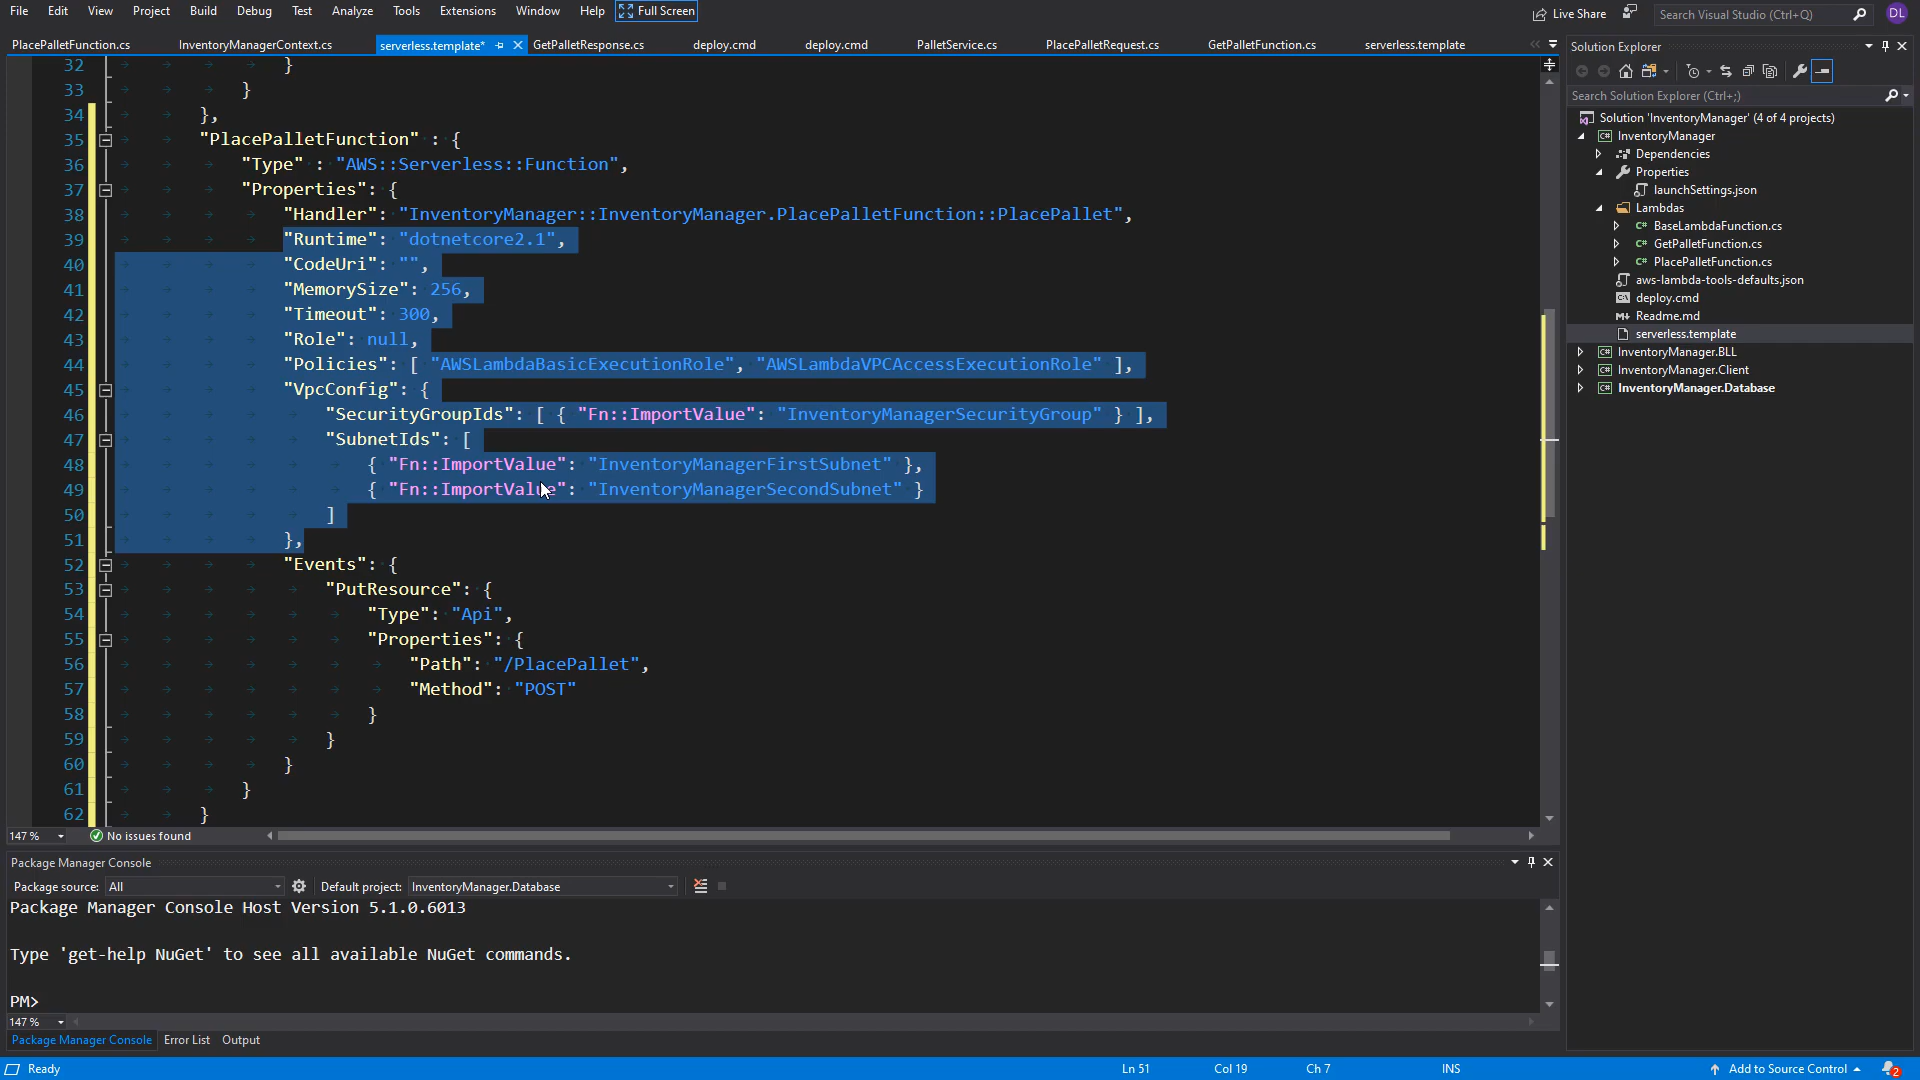 File Edit View Project Build Debug Test Analyze Tools Extensions Window Help Full Screen Live Share Search Visual Studio (Ctrl+Q) DL
PlacePalletFunction.cs InventoryManagerContext.cs serverless.template* GetPalletResponse.cs deploy.cmd deploy.cmd PalletService.cs PlacePalletRequest.cs GetPalletFunction.cs serverless.template
32 }
33 }
34 },
35 "PlacePalletFunction" : {
36 "Type" : "AWS::Serverless::Function",
37 "Properties": {
38 "Handler": "InventoryManager::InventoryManager.PlacePalletFunction::PlacePallet",
39 "Runtime": "dotnetcore2.1",
40 "CodeUri": "",
41 "MemorySize": 256,
42 "Timeout": 300,
43 "Role": null,
44 "Policies": [ "AWSLambdaBasicExecutionRole", "AWSLambdaVPCAccessExecutionRole" ],
45 "VpcConfig": {
46 "SecurityGroupIds": [ { "Fn::ImportValue": "InventoryManagerSecurityGroup" } ],
47 "SubnetIds": [
48 { "Fn::ImportValue": "InventoryManagerFirstSubnet" },
49 { "Fn::ImportValue": "InventoryManagerSecondSubnet" }
50 ]
51 },
52 "Events": {
53 "PutResource": {
54 "Type": "Api",
55 "Properties": {
56 "Path": "/PlacePallet",
57 "Method": "POST"
58 }
59 }
60 }
61 }
62 }
147 % No issues found
Package Manager Console
Package source: All Default project: InventoryManager.Database
Package Manager Console Host Version 5.1.0.6013
Type 'get-help NuGet' to see all available NuGet commands.
PM>
147 %
Package Manager Console Error List Output
Solution Explorer
Search Solution Explorer (Ctrl+;)
Solution 'InventoryManager' (4 of 4 projects)
InventoryManager
Dependencies
Properties
launchSettings.json
Lambdas
C# BaseLambdaFunction.cs
C# GetPalletFunction.cs
C# PlacePalletFunction.cs
aws-lambda-tools-defaults.json
deploy.cmd
Readme.md
serverless.template
InventoryManager.BLL
InventoryManager.Client
InventoryManager.Database
Ready Ln 51 Col 19 Ch 7 INS Add to Source Control 2